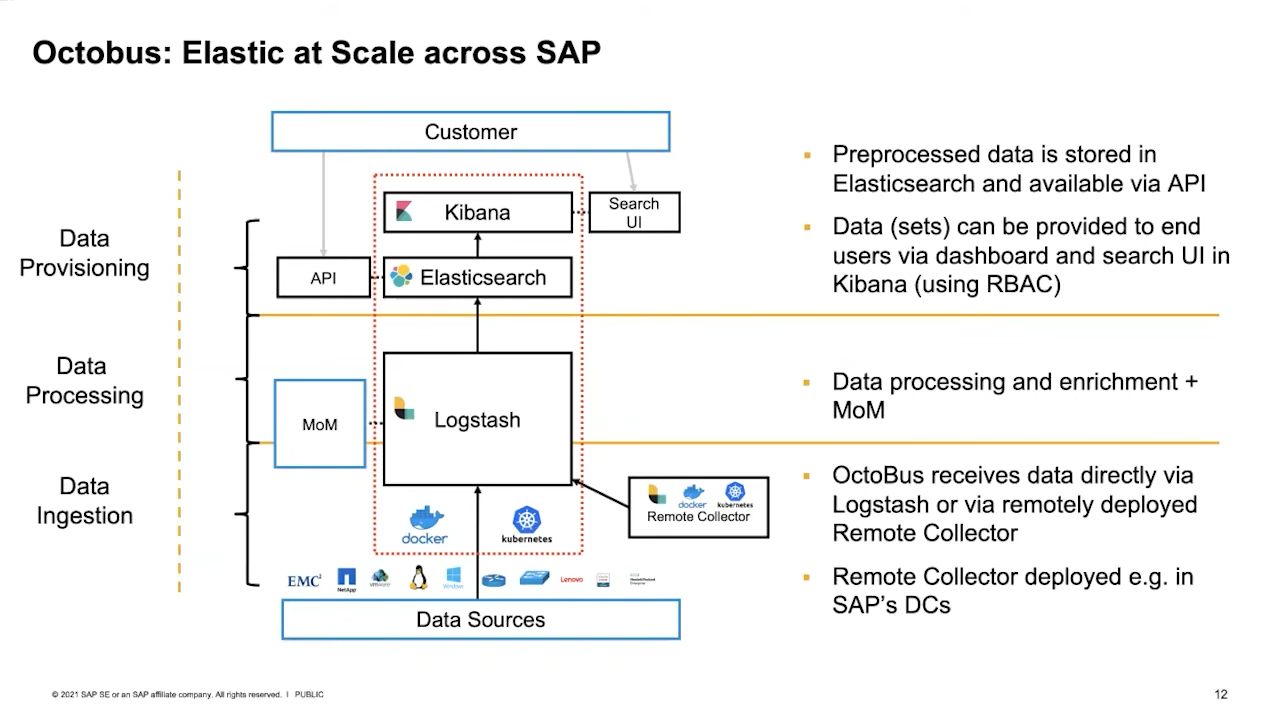 Octobus: Elastic at Scale across SAP
Customer
Kibana
Search
UI
API
Elasticsearch
Data
Provisioning
Preprocessed data is stored in
Elasticsearch and available via API
Data (sets) can be provided to end
users via dashboard and search UI in
Kibana (using RBAC)
Data
Processing
MoM
Logstash
Data processing and enrichment +
MoM
Data
Ingestion
docker
kubernetes
docker
kubernetes
Remote Collector
OctoBus receives data directly via
Logstash or via remotely deployed
Remote Collector
Remote Collector deployed e.g. in
SAP's DCs
EMC²
NetApp
vmware
Windows
Lenovo
Hewlett Packard
Enterprise
Data Sources
© 2021 SAP SE or an SAP affiliate company. All rights reserved. I PUBLIC
12